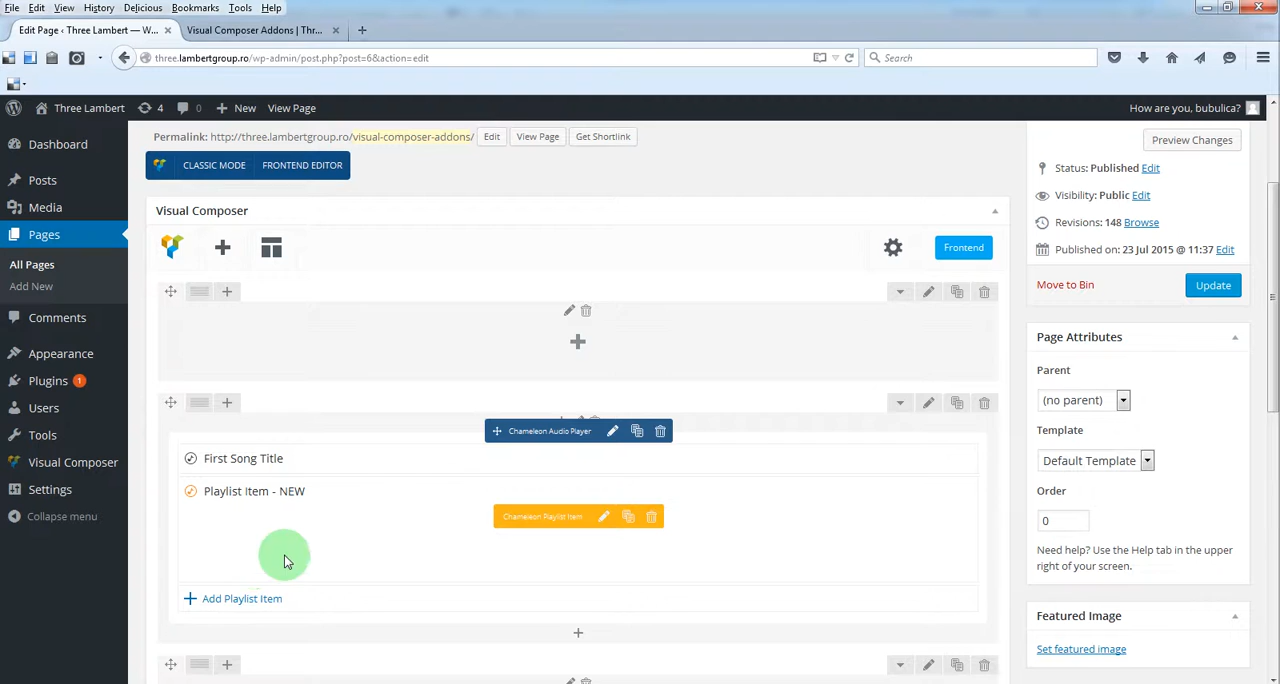 File Edit View History Delicious Bookmarks Tools Help
Edit Page ‹ Three Lambert — W... × Visual Composer Addons | Thr... ×
three.lambertgroup.ro/wp-admin/post.php?post=6&action=edit Search
Three Lambert 4 0 New View Page How are you, bubulica?
Permalink: http://three.lambertgroup.ro/visual-composer-addons/ Edit View Page Get Shortlink
Preview Changes
Dashboard
CLASSIC MODE FRONTEND EDITOR
Status: Published Edit
Posts
Visibility: Public Edit
Media
Visual Composer
Revisions: 148 Browse
Pages
Frontend
Published on: 23 Jul 2015 @ 11:37 Edit
All Pages
Add New
Move to Bin Update
Comments
Page Attributes
Appearance
Parent
Plugins 1
(no parent)
Users
Template
Tools
Chameleon Audio Player
Visual Composer
First Song Title
Default Template
Settings
Playlist Item - NEW
Order
Collapse menu
Chameleon Playlist Item
0
Need help? Use the Help tab in the upper
right of your screen.
Add Playlist Item
Featured Image
Set featured image